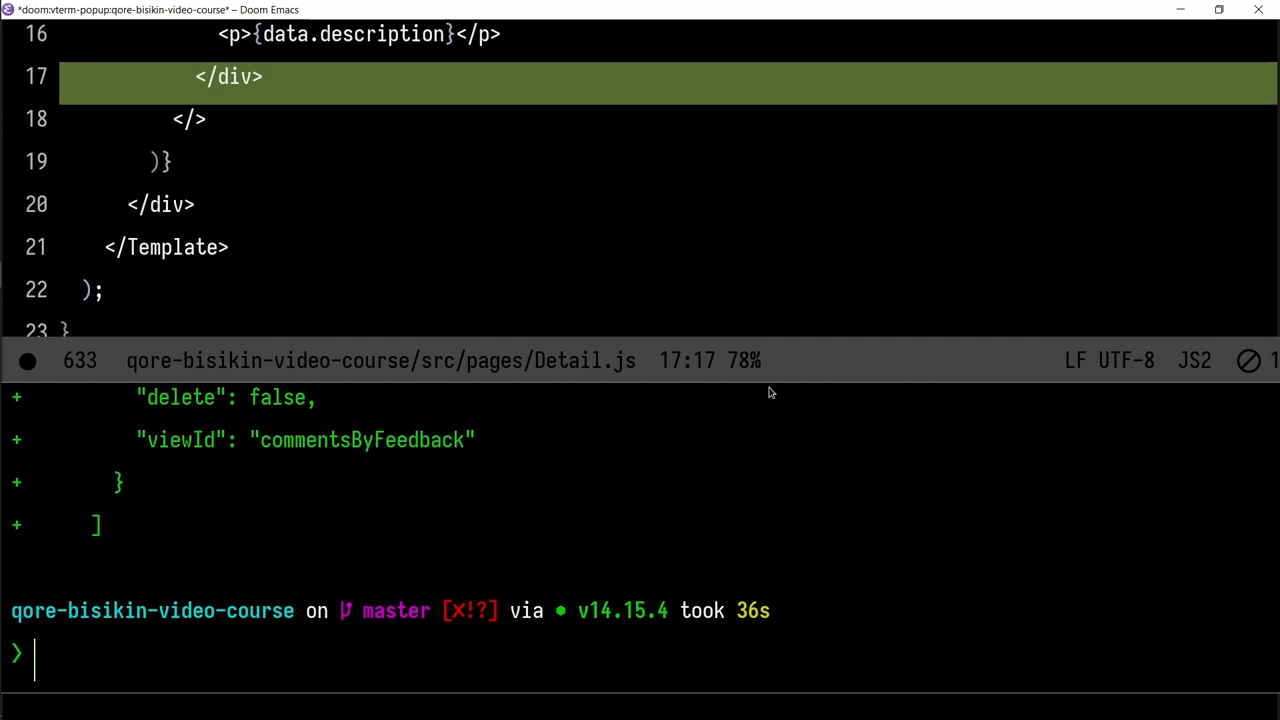 *doom:vterm-popup:qore-bisikin-video-course* – Doom Emacs
16 <p>{data.description}</p>
17 </div>
18 </>
19 )}
20 </div>
21 </Template>
22 );
23 }
633 qore-bisikin-video-course/src/pages/Detail.js 17:17 78% LF UTF-8 JS2 1
+ "delete": false,
+ "viewId": "commentsByFeedback"
+ }
+ ]
qore-bisikin-video-course on master [✘!?] via ● v14.15.4 took 36s
❯